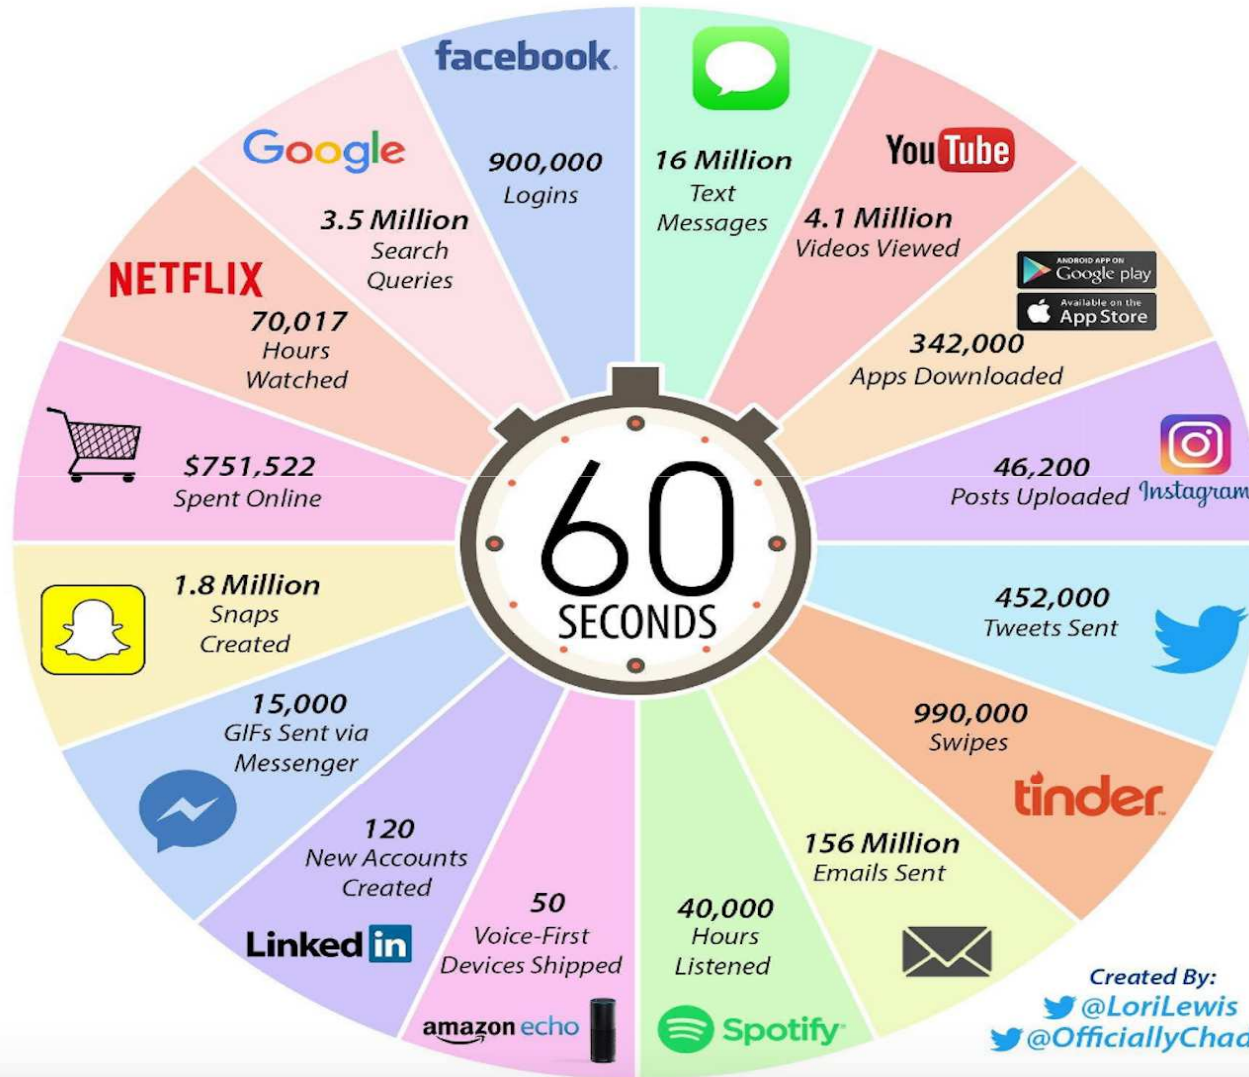 facebook.
900,000
Logins
16 Million
Text
Messages
YouTube
4.1 Million
Videos Viewed
ANDROID APP ON
Google play
Available on the
App Store
342,000
Apps Downloaded
Instagram
46,200
Posts Uploaded
452,000
Tweets Sent
990,000
Swipes
tinder
156 Million
Emails Sent
40,000
Hours
Listened
Spotify
50
Voice-First
Devices Shipped
amazon echo
120
New Accounts
Created
Linked in
15,000
GIFs Sent via
Messenger
1.8 Million
Snaps
Created
$751,522
Spent Online
NETFLIX
70,017
Hours
Watched
Google
3.5 Million
Search
Queries
60
SECONDS
Created By:
@LoriLewis
@OfficiallyChad